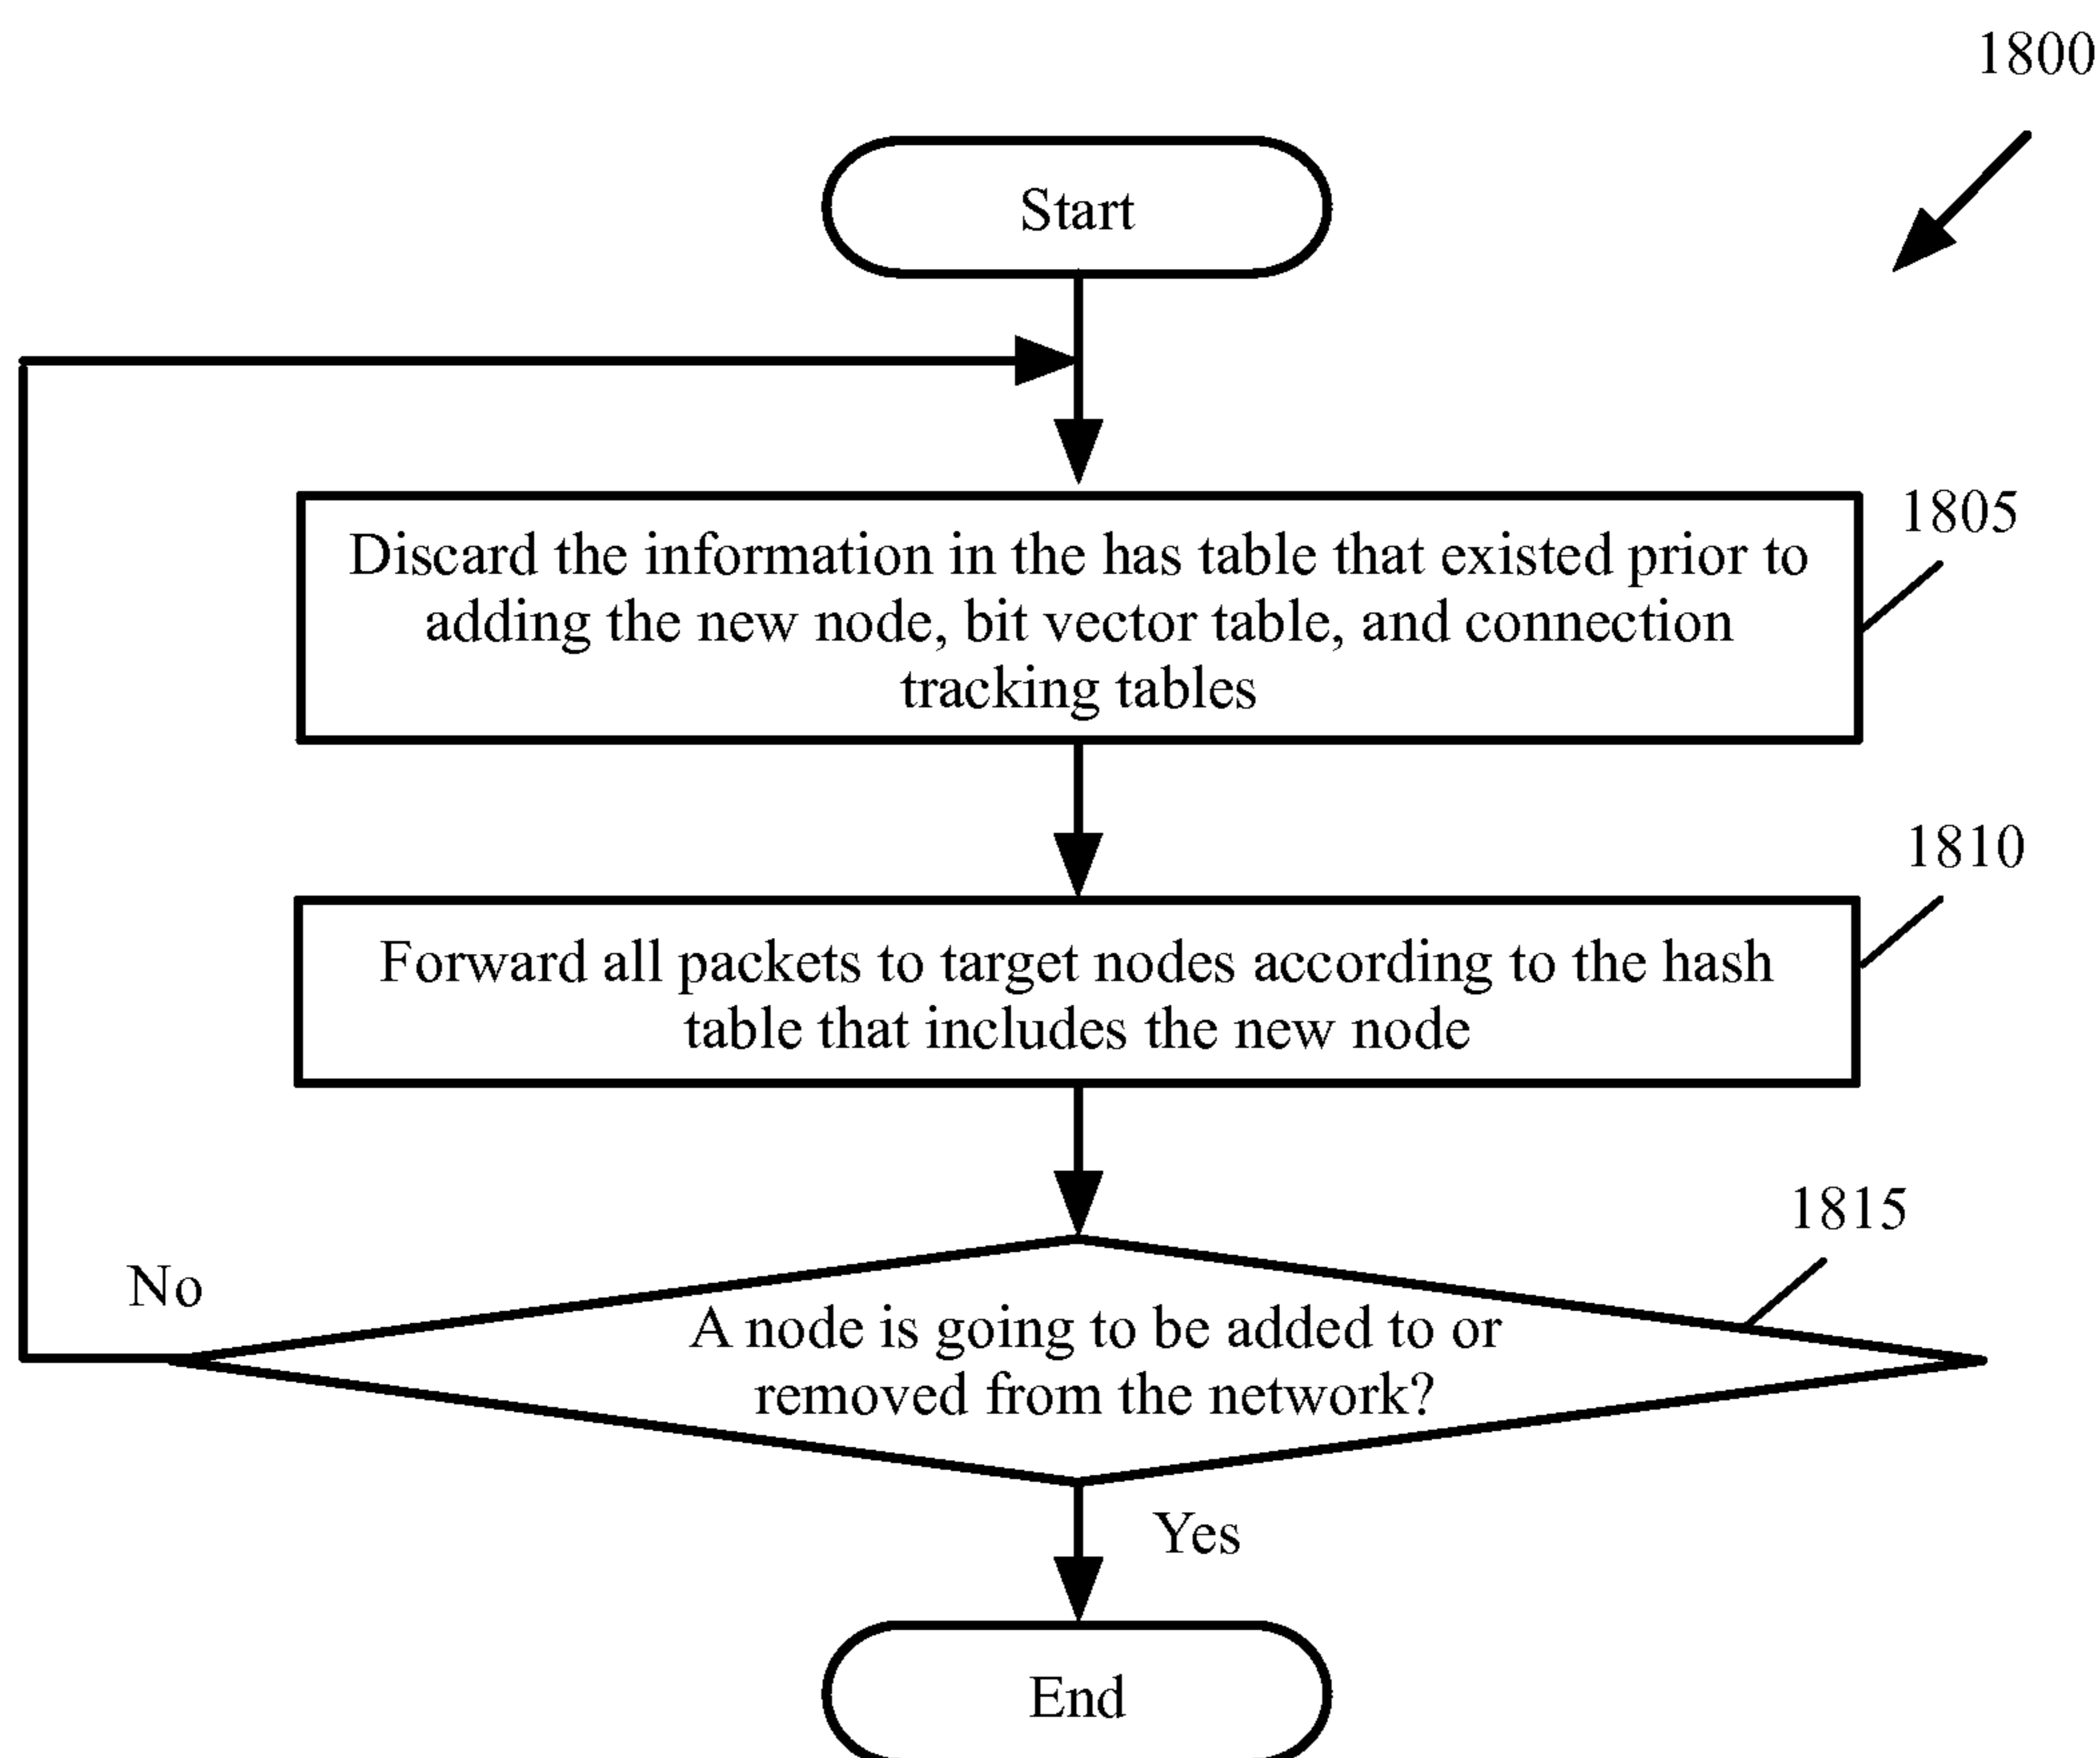 1800
Start
1805
Discard the information in the has table that existed prior to
adding the new node, bit vector table, and connection
tracking tables
1810
Forward all packets to target nodes according to the hash
table that includes the new node
1815
No
A node is going to be added to or
removed from the network?
Yes
End